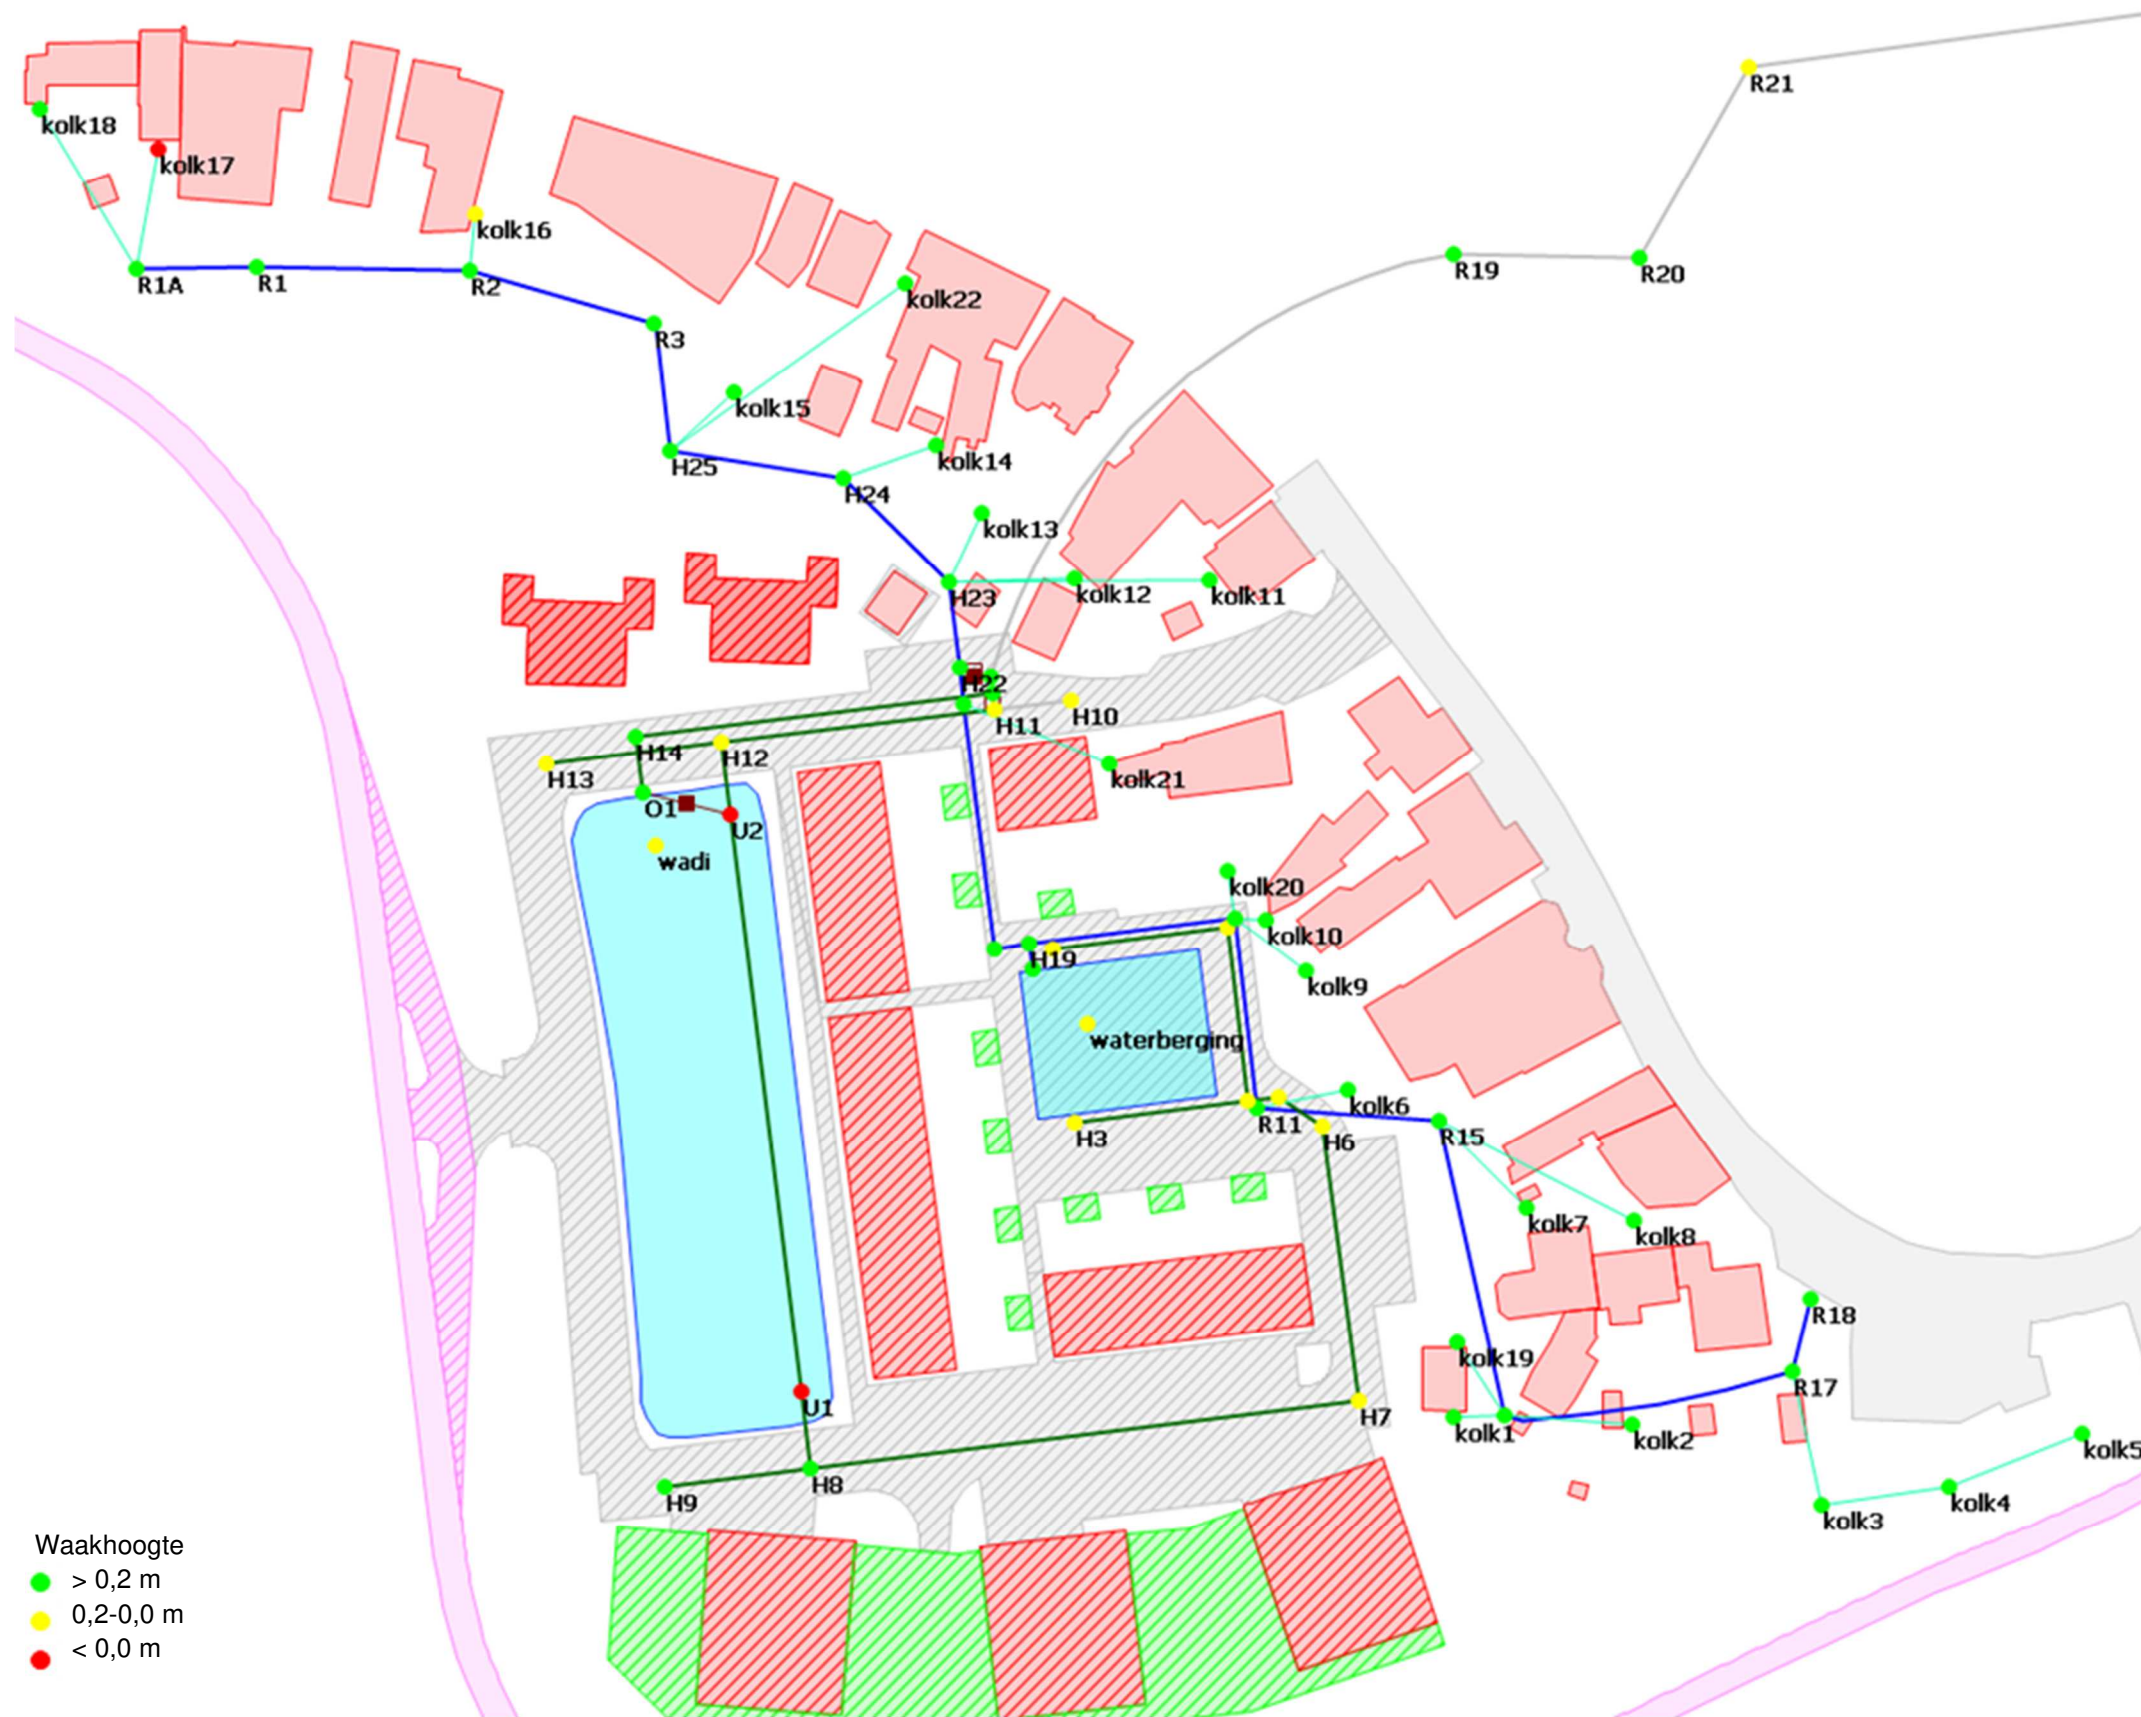 R21
kolk18
kolk17
kolk16
R1A
R1
R2
R19
R20
kolk22
R3
kolk15
H25
kolk14
H24
kolk13
H23
kolk12
kolk11
H22
H10
H11
H14
H12
H13
kolk21
O1
U2
wadi
kolk20
kolk10
H19
kolk9
waterberging
kolk6
R11
H3
H6
R15
kolk7
kolk8
R18
kolk19
R17
U1
H7
kolk1
kolk2
kolk5
H8
H9
kolk4
kolk3
Waakhoogte
> 0,2 m
0,2-0,0 m
< 0,0 m